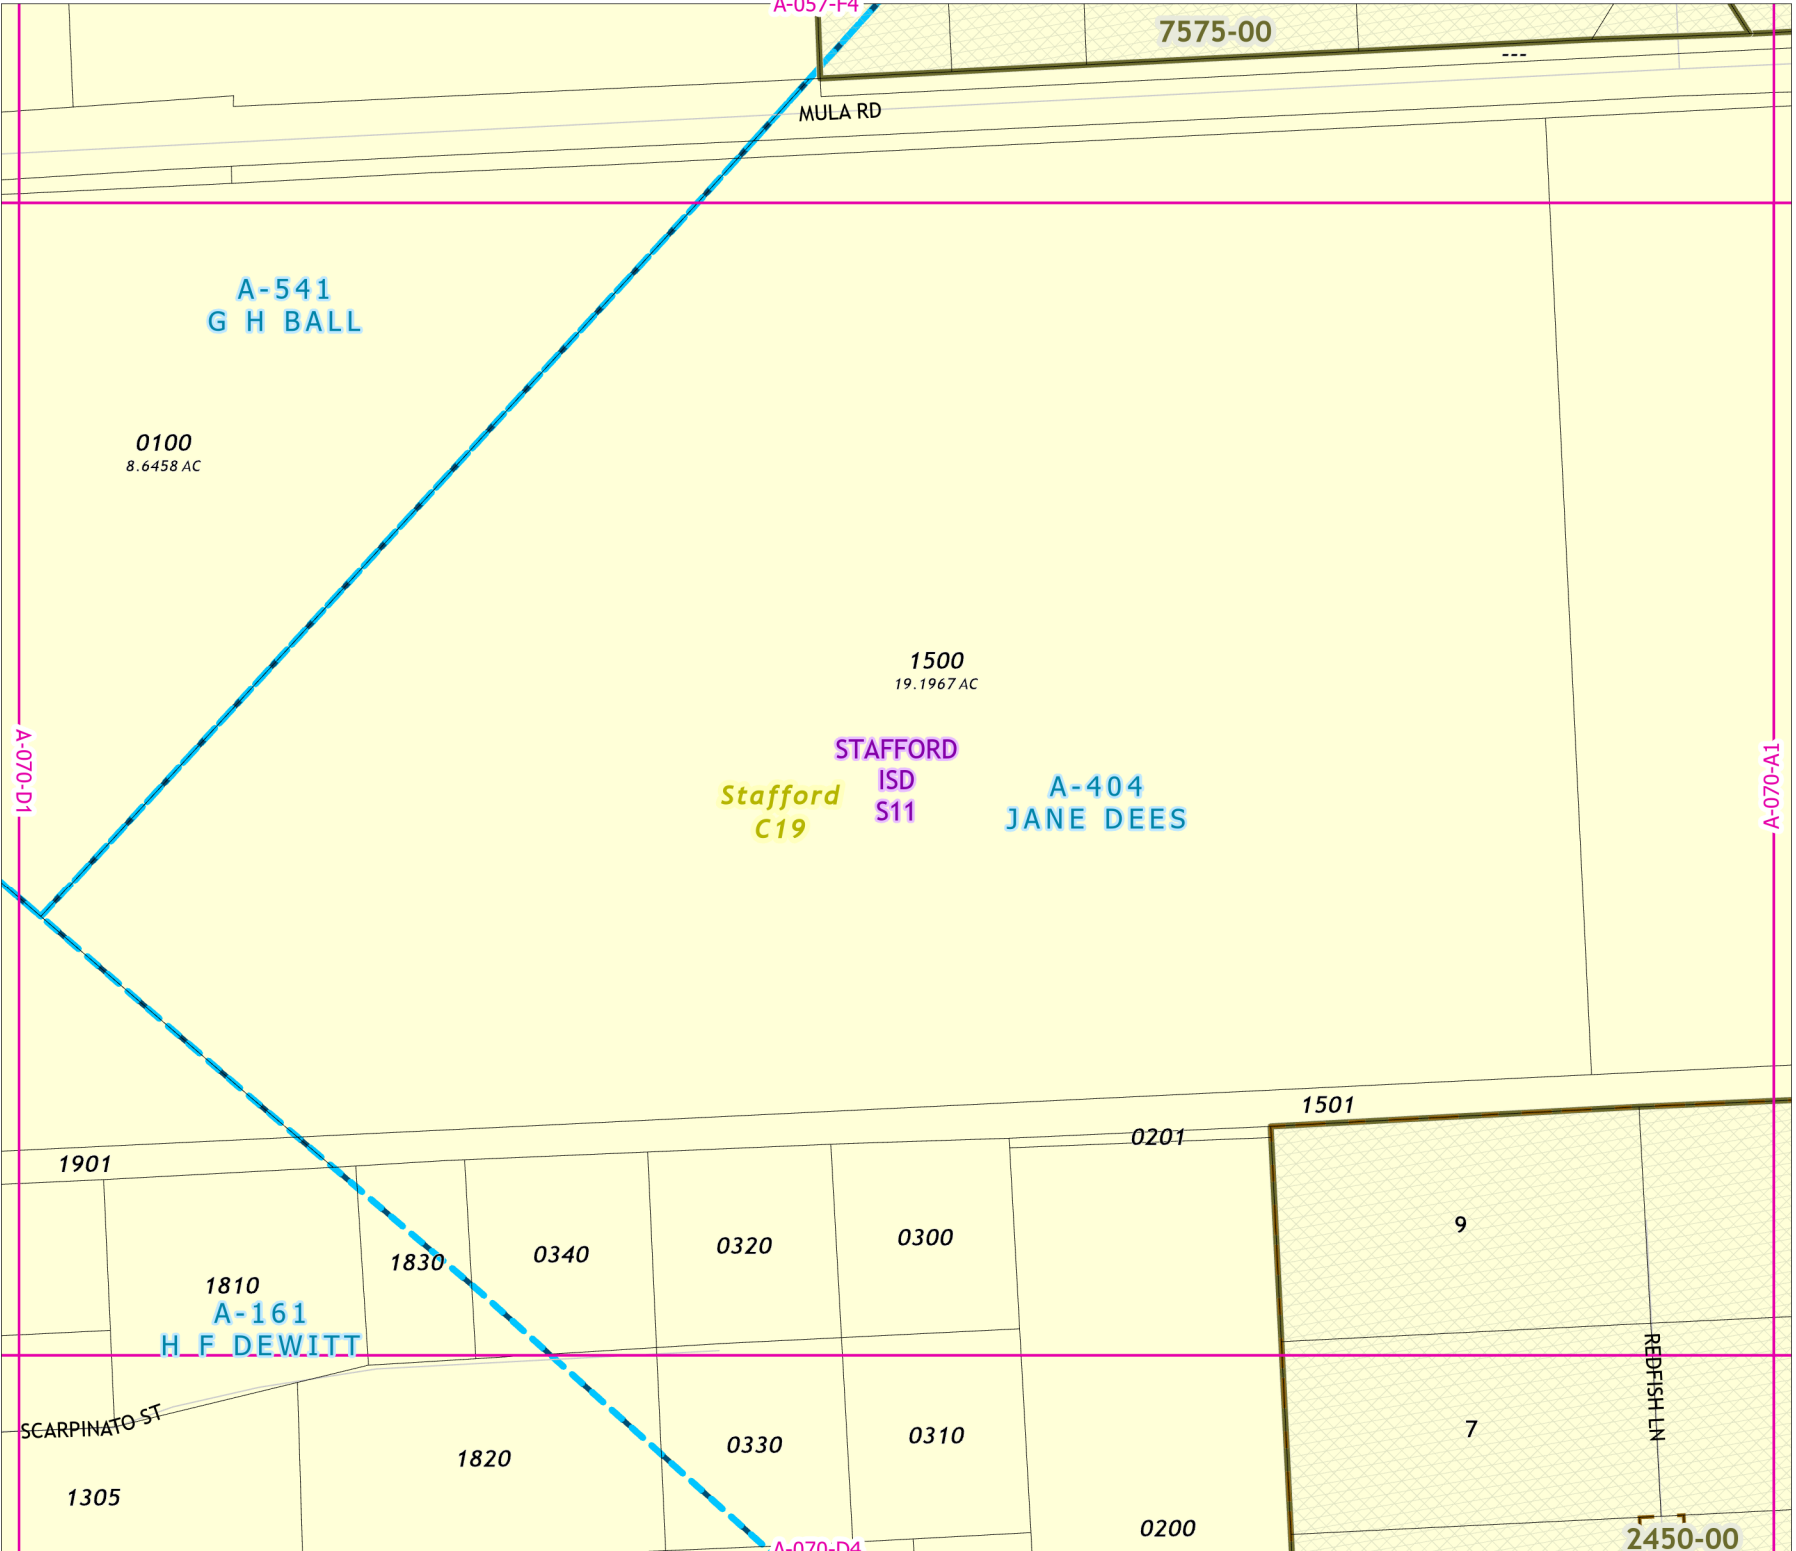 A-057-F4
7575-00
---
MULA RD
A-541
G H BALL
0100
8.6458 AC
1500
19.1967 AC
STAFFORD
ISD
S11
Stafford
C19
A-404
JANE DEES
A-070-D1
A-070-A1
1501
0201
1901
9
0300
0320
0340
1830
1810
A-161
H F DEWITT
REDFISH LN
SCARPINATO ST
7
0310
0330
1820
1305
0200
2450-00
A-070-D4